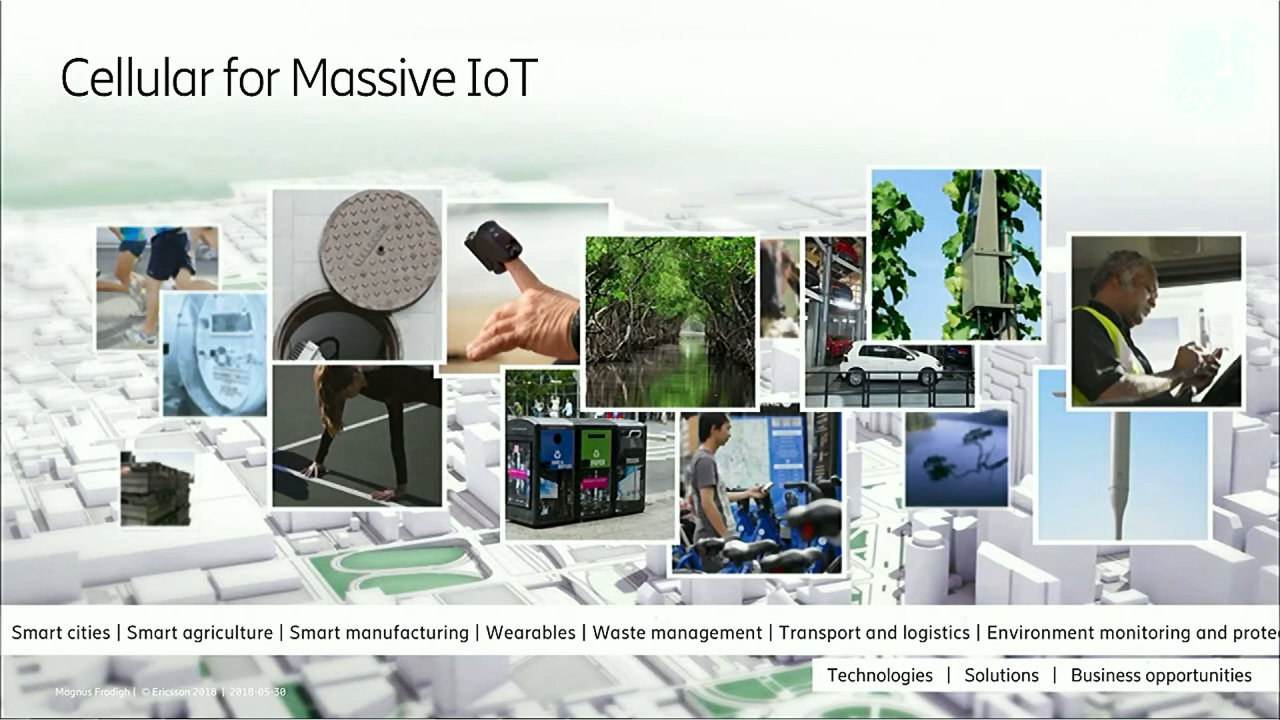 Cellular for Massive IoT
Smart cities | Smart agriculture | Smart manufacturing | Wearables | Waste management | Transport and logistics | Environment monitoring and prote
Technologies | Solutions | Business opportunities
Magnus Frodigh | © Ericsson 2018 | 2018-05-30